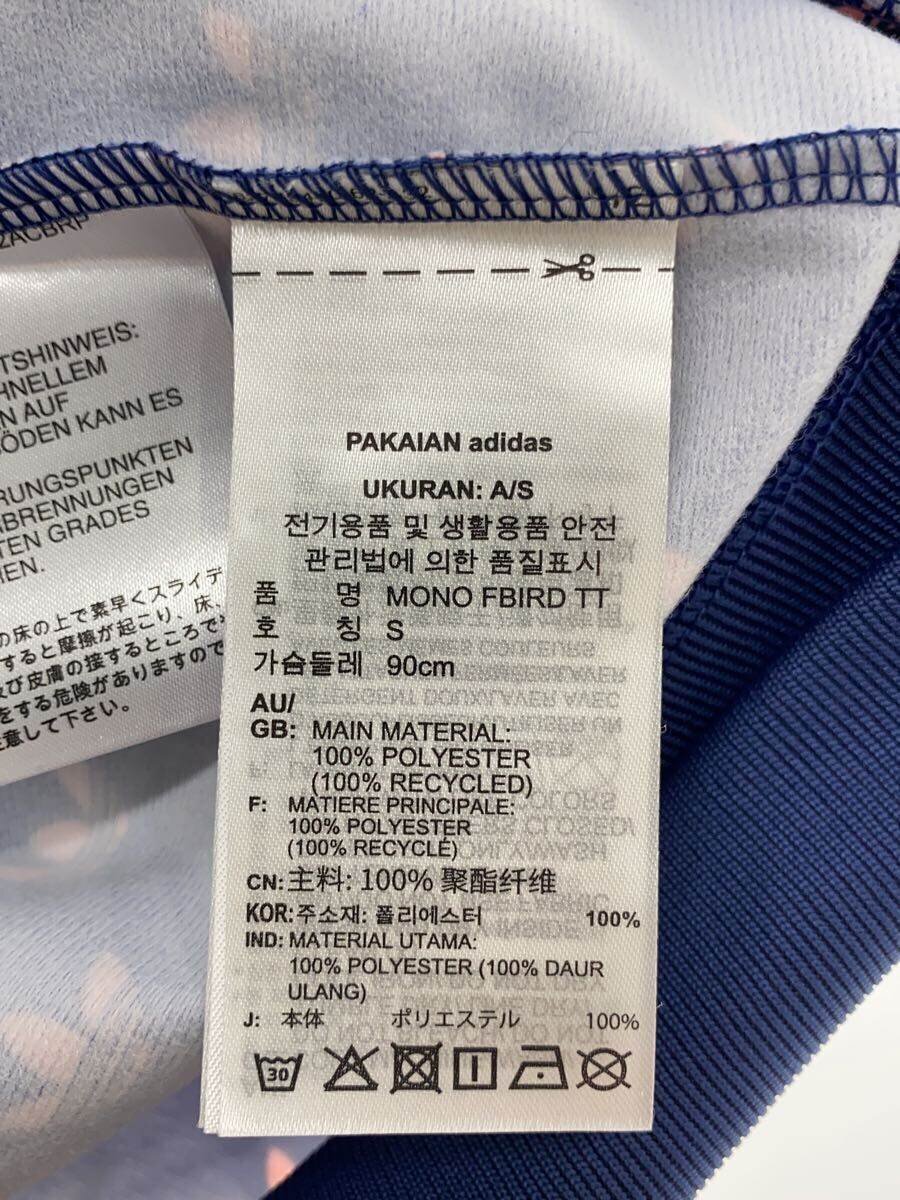 ZACBRP
TSHINWEIS:
HNELLEM
N AUF
ÖDEN KANN ES
RUNGSPUNKTEN
BRENNUNGEN
TEN GRADES
HEN.
の床の上で素早くスライデ
すると摩擦が起こり、床、
及び皮膚の接するところで
をする危険がありますので
注意して下さい。
PAKAIAN adidas
UKURAN: A/S
전기용품 및 생활용품 안전
관리법에 의한 품질표시
품 명 MONO FBIRD TT
호 칭 S
가슴둘레 90cm
AU/
GB: MAIN MATERIAL:
100% POLYESTER
(100% RECYCLED)
F: MATIERE PRINCIPALE:
100% POLYESTER
(100% RECYCLÉ)
CN: 主料: 100% 聚酯纤维
KOR: 주소재: 폴리에스터 100%
IND: MATERIAL UTAMA:
100% POLYESTER (100% DAUR
ULANG)
J: 本体 ポリエステル 100%
30